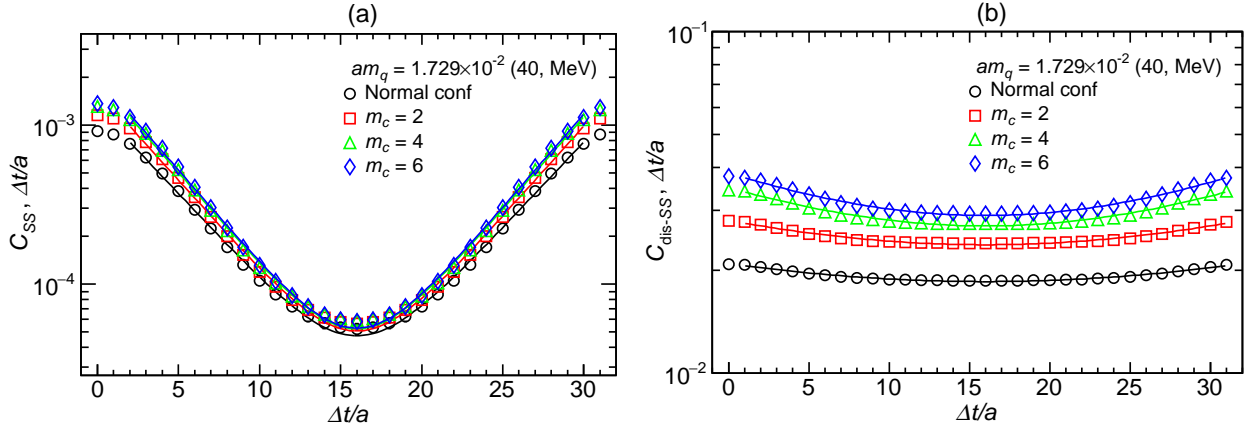 (a)
am_q = 1.729×10⁻² (40, MeV)
Normal conf
m_c = 2
m_c = 4
m_c = 6
C_SS , Δt/a
10⁻³
10⁻⁴
0 5 10 15 20 25 30
Δt/a
(b)
am_q = 1.729×10⁻² (40, MeV)
Normal conf
m_c = 2
m_c = 4
m_c = 6
C_dis-SS , Δt/a
10⁻¹
10⁻²
0 5 10 15 20 25 30
Δt/a